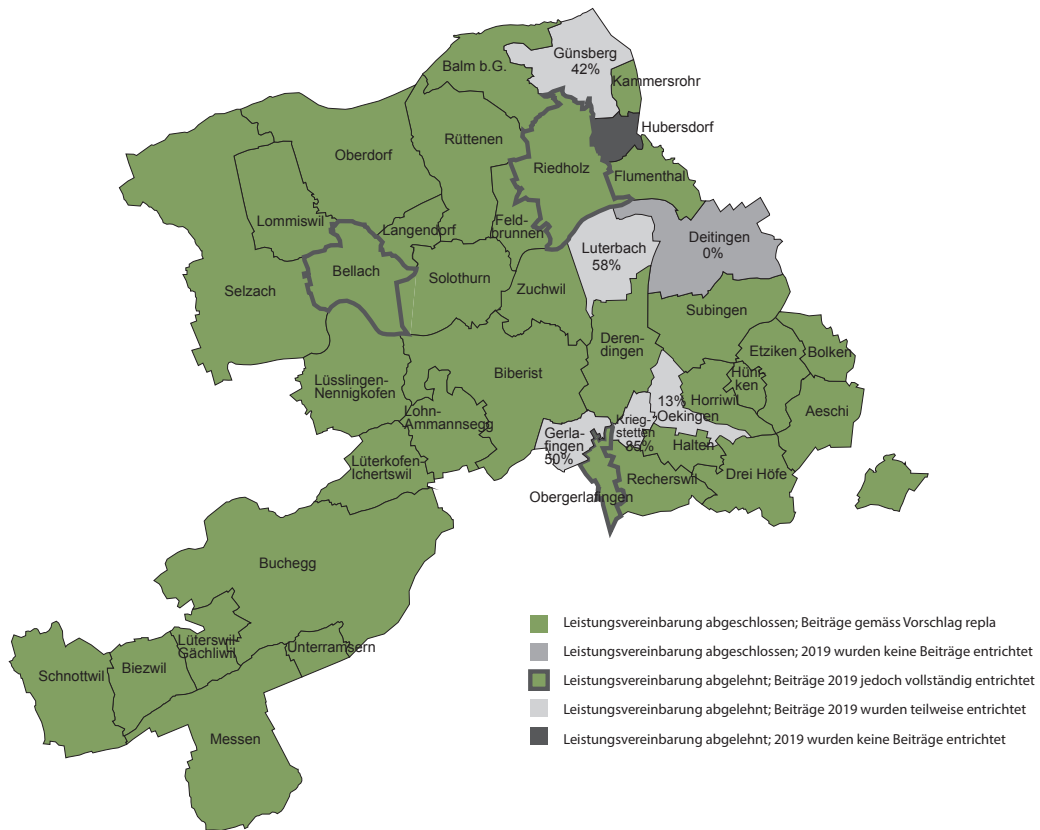 Günsberg
42%
Balm b.G.
Kammersrohr
Hubersdorf
Rüttenen
Oberdorf
Riedholz
Flumenthal
Lommiswil
Langendorf
Feld-
brunnen
Deitingen
0%
Luterbach
58%
Bellach
Solothurn
Selzach
Zuchwil
Subingen
Deren-
dingen
Etziken
Bolken
Biberist
Hüni-
ken
Lüsslingen-
Nennigkofen
13%
Oekingen
Horriwil
Aeschi
Lohn-
Ammannsegg
Krieg-
stetten
85%
Gerla-
fingen
50%
Halten
Lüterkofen-
Ichertswil
Drei Höfe
Recherswil
Obergerlafingen
Buchegg
Lüterswil-
Gächliwil
Unterramsern
Biezwil
Schnottwil
Messen
Leistungsvereinbarung abgeschlossen; Beiträge gemäss Vorschlag repla
Leistungsvereinbarung abgeschlossen; 2019 wurden keine Beiträge entrichtet
Leistungsvereinbarung abgelehnt; Beiträge 2019 jedoch vollständig entrichtet
Leistungsvereinbarung abgelehnt; Beiträge 2019 wurden teilweise entrichtet
Leistungsvereinbarung abgelehnt; 2019 wurden keine Beiträge entrichtet